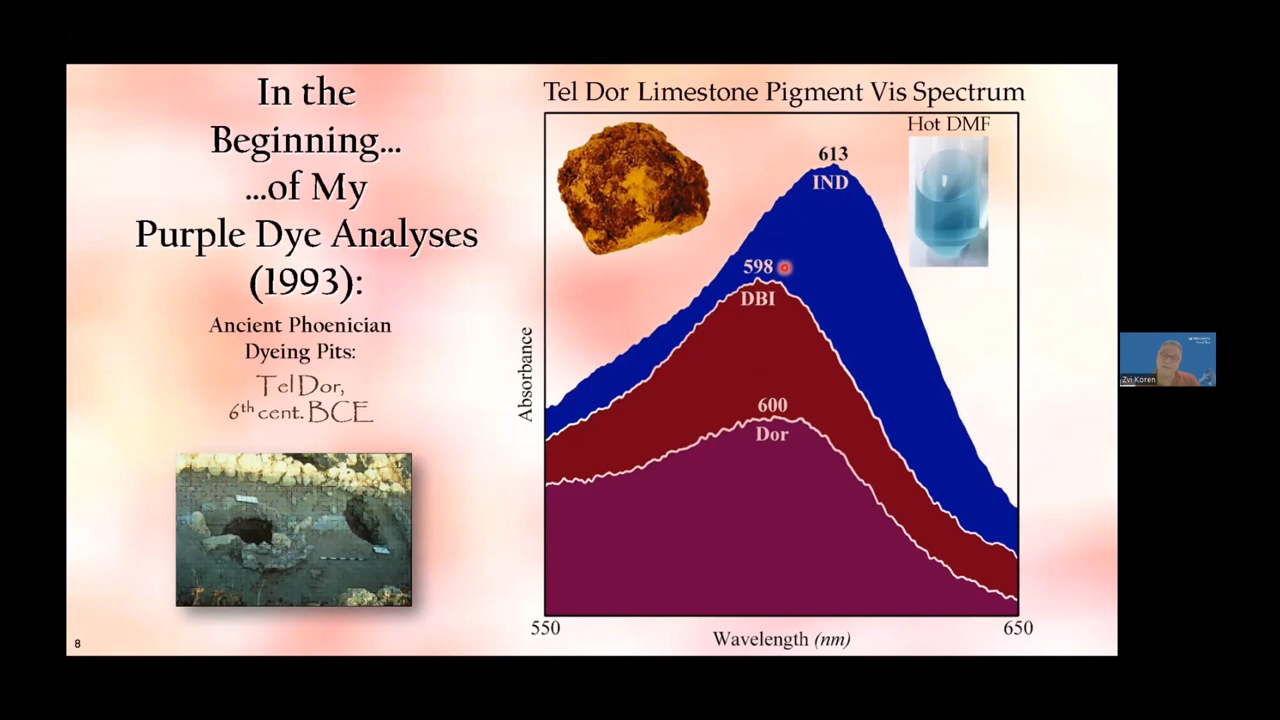 In the
Beginning...
...of My
Purple Dye Analyses
(1993):
Ancient Phoenician
Dyeing Pits:
Tel Dor,
6th cent. BCE
8
Tel Dor Limestone Pigment Vis Spectrum
Hot DMF
613
IND
598
DBI
600
Dor
Absorbance
550
650
Wavelength (nm)
Zvi Koren